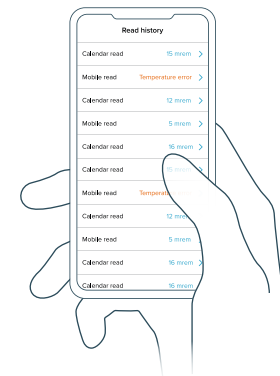 Read history
Calendar read 15 mrem
Mobile read Temperature error
Calendar read 12 mrem
Mobile read 5 mrem
Calendar read 16 mrem
Calendar read 15 mrem
Mobile read
Calendar read 12 mrem
Mobile read 5 mrem
Calendar read 16 mrem
Calendar read 16 mrem